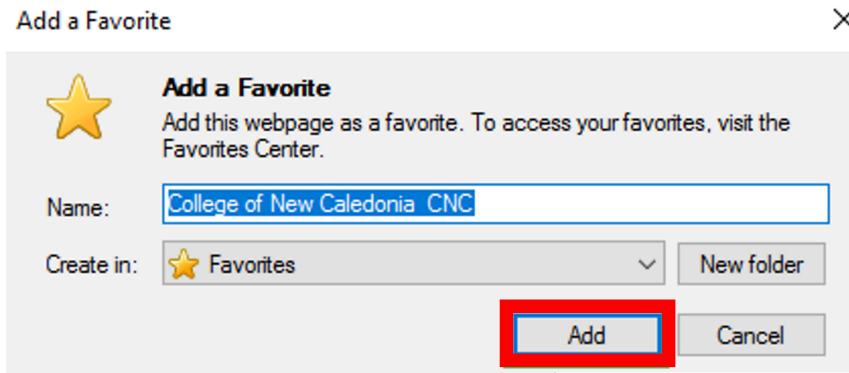 Add a Favorite
Add a Favorite
Add this webpage as a favorite. To access your favorites, visit the
Favorites Center.
Name: College of New Caledonia  CNC
Create in: Favorites New folder
Add Cancel